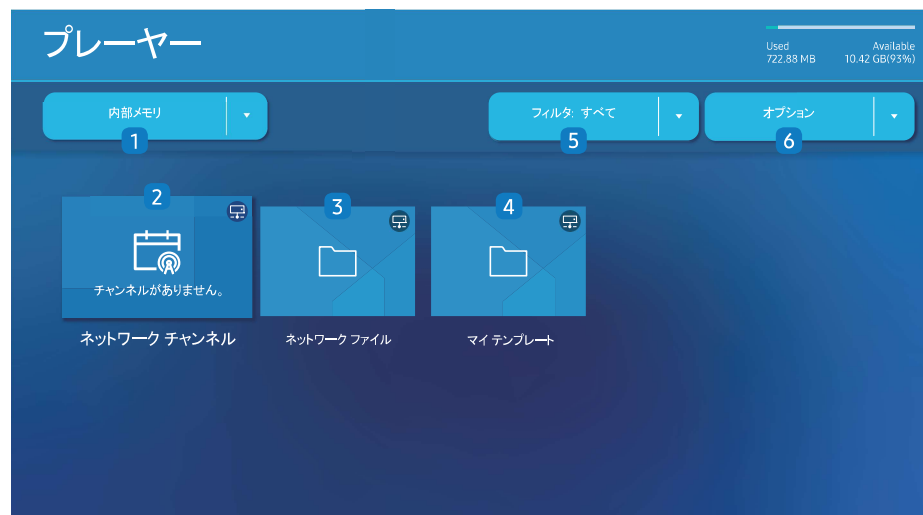 プレーヤー
Used Available
722.88 MB 10.42 GB(93%)
内部メモリ
1
フィルタ: すべて
5
オプション
6
2
チャンネルがありません。
ネットワーク チャンネル
3
ネットワーク ファイル
4
マイ テンプレート